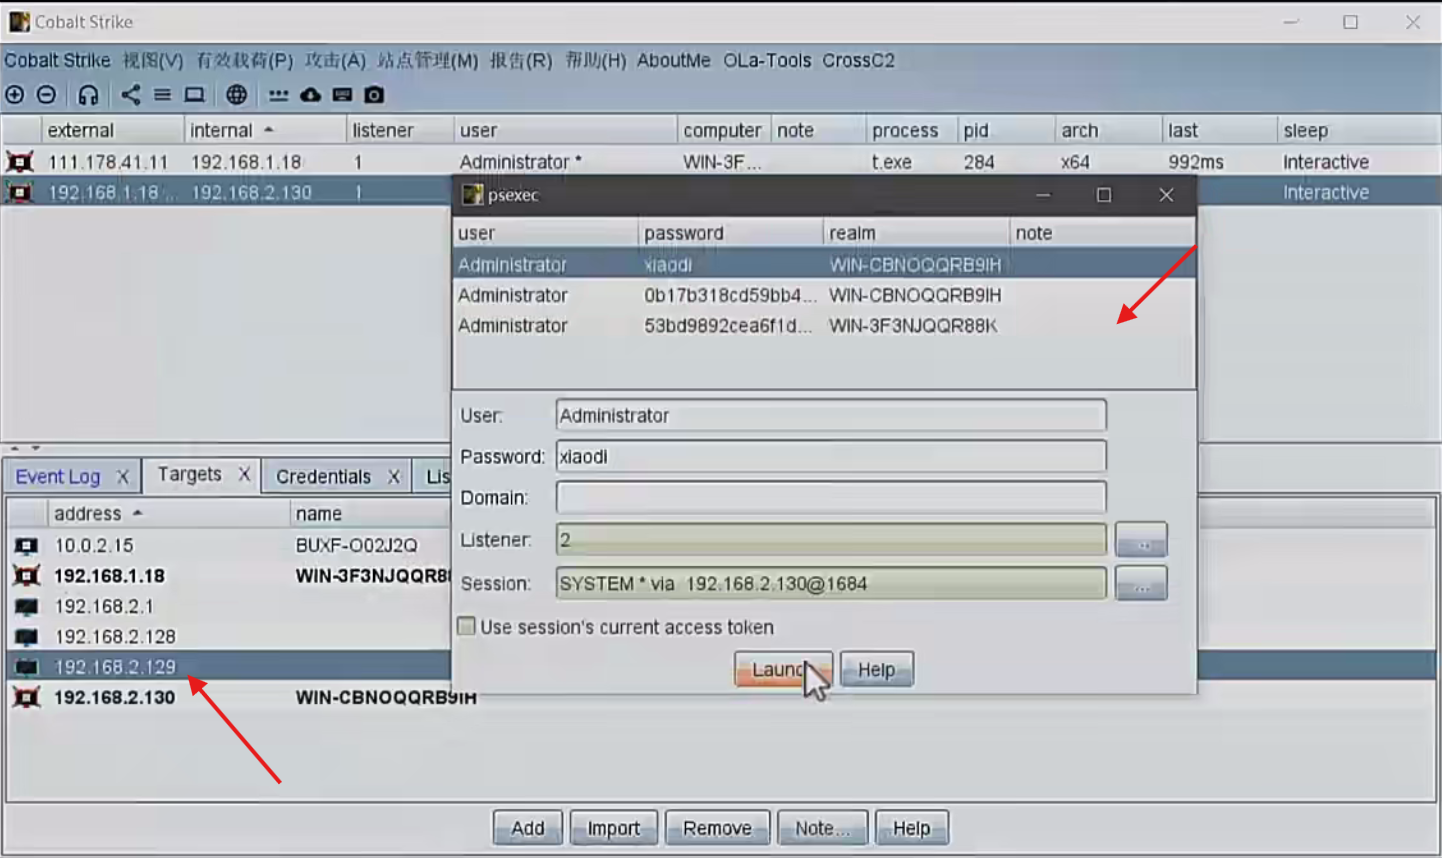 Cobalt Strike
Cobalt Strike 视图(V) 有效载荷(P) 攻击(A) 站点管理(M) 报告(R) 帮助(H) AboutMe OLa-Tools CrossC2
external internal listener user computer note process pid arch last sleep
111.178.41.11 192.168.1.18 1 Administrator * WIN-3F... t.exe 284 x64 992ms Interactive
192.168.1.18 ... 192.168.2.130 1 Interactive
psexec
user password realm note
Administrator xiaodi WIN-CBNOQQRB9IH
Administrator 0b17b318cd59bb4... WIN-CBNOQQRB9IH
Administrator 53bd9892cea6f1d... WIN-3F3NJQQR88K
User: Administrator
Password: xiaodi
Domain:
Listener: 2 ...
Session: SYSTEM * via 192.168.2.130@1684 ...
Use session's current access token
Launch Help
Event Log X Targets X Credentials X Lis
address name
10.0.2.15 BUXF-O02J2Q
192.168.1.18 WIN-3F3NJQQR8
192.168.2.1
192.168.2.128
192.168.2.129
192.168.2.130 WIN-CBNOQQRB9IH
Add Import Remove Note... Help